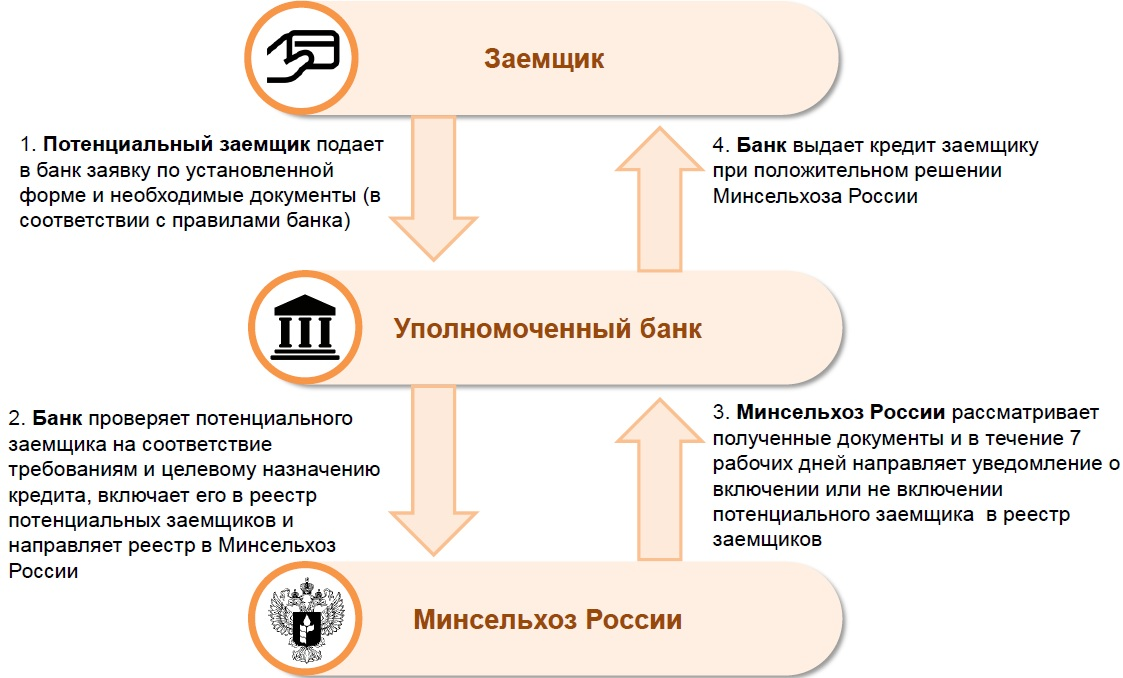 Заемщик
1. Потенциальный заемщик подает
в банк заявку по установленной
форме и необходимые документы (в
соответствии с правилами банка)
4. Банк выдает кредит заемщику
при положительном решении
Минсельхоза России
Уполномоченный банк
2. Банк проверяет потенциального
заемщика на соответствие
требованиям и целевому назначению
кредита, включает его в реестр
потенциальных заемщиков и
направляет реестр в Минсельхоз
России
3. Минсельхоз России рассматривает
полученные документы и в течение 7
рабочих дней направляет уведомление о
включении или не включении
потенциального заемщика в реестр
заемщиков
Минсельхоз России